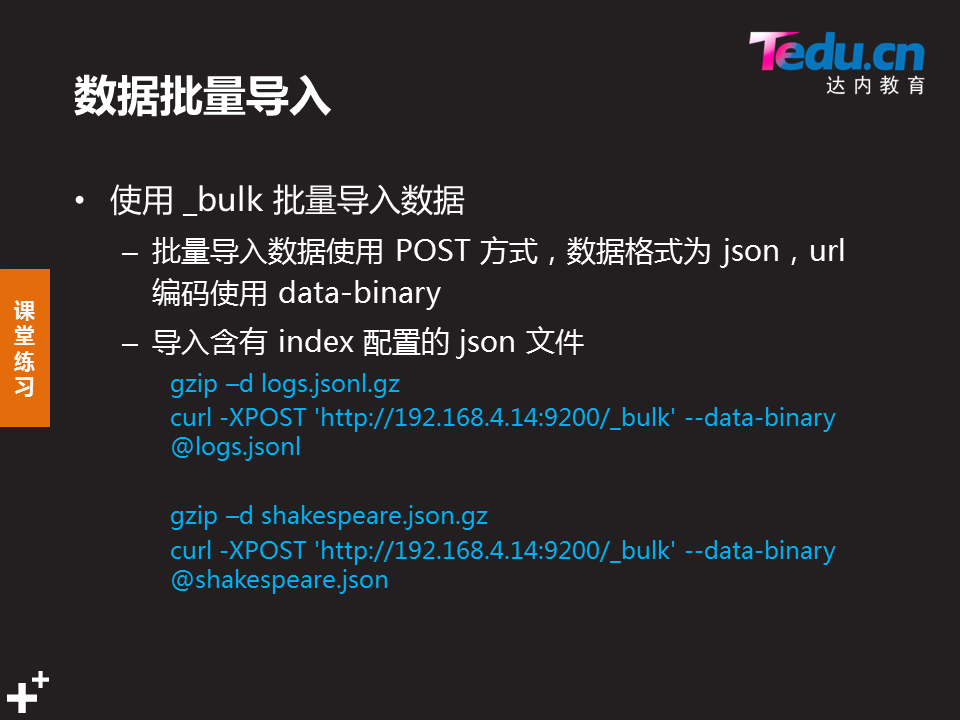 Tedu.cn
达内教育
数据批量导入
• 使用 _bulk 批量导入数据
– 批量导入数据使用 POST 方式，数据格式为 json，url
编码使用 data-binary
– 导入含有 index 配置的 json 文件
gzip –d logs.jsonl.gz
curl -XPOST 'http://192.168.4.14:9200/_bulk' --data-binary
@logs.jsonl
gzip –d shakespeare.json.gz
curl -XPOST 'http://192.168.4.14:9200/_bulk' --data-binary
@shakespeare.json
课
堂
练
习